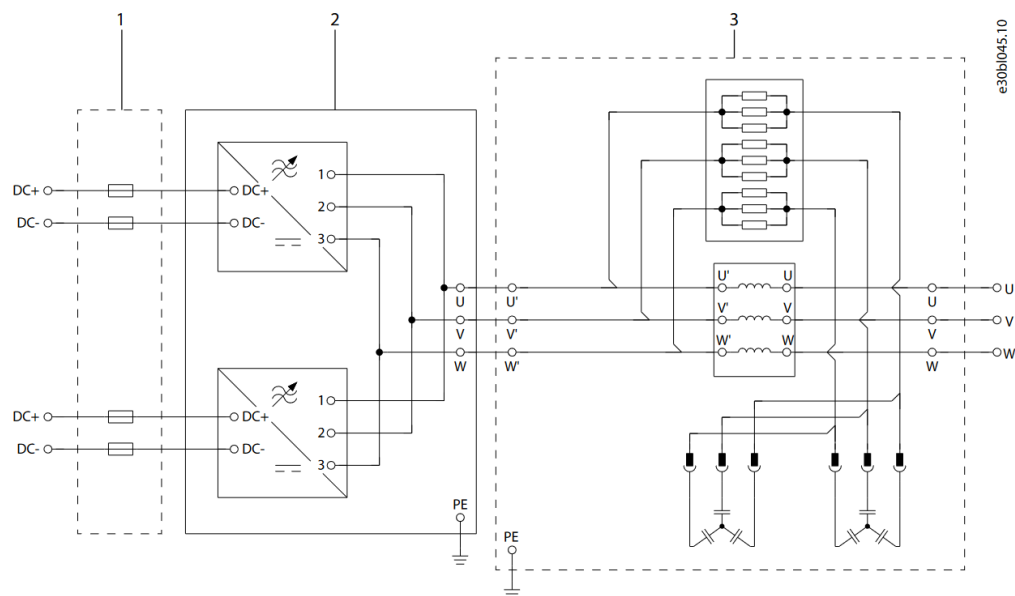 1 2 3
e30bl045.10
DC+ DC+ 1
DC- DC- 2
3
U' U
U U' U
U
V' V
V V' V
V
W' W
W W' W
W
DC+ DC+ 1
DC- DC- 2
3
PE
PE